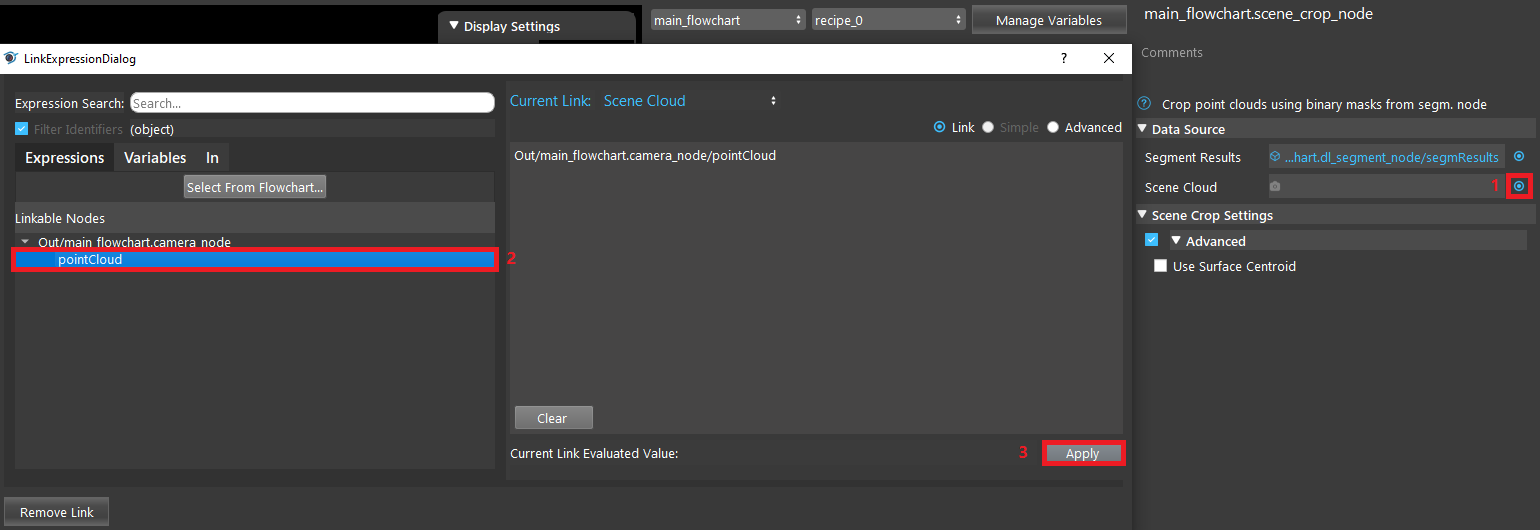 Display Settings
main_flowchart
recipe_0
Manage Variables
main_flowchart.scene_crop_node
Comments
LinkExpressionDialog
?
Expression Search:
Search...
Filter Identifiers
(object)
Expressions
Variables
In
Select From Flowchart...
Linkable Nodes
Out/main_flowchart.camera_node
pointCloud
2
Current Link:
Scene Cloud
Link
Simple
Advanced
Out/main_flowchart.camera_node/pointCloud
Clear
Current Link Evaluated Value:
3
Apply
Remove Link
? Crop point clouds using binary masks from segm. node
Data Source
Segment Results
...hart.dl_segment_node/segmResults
Scene Cloud
1
Scene Crop Settings
Advanced
Use Surface Centroid